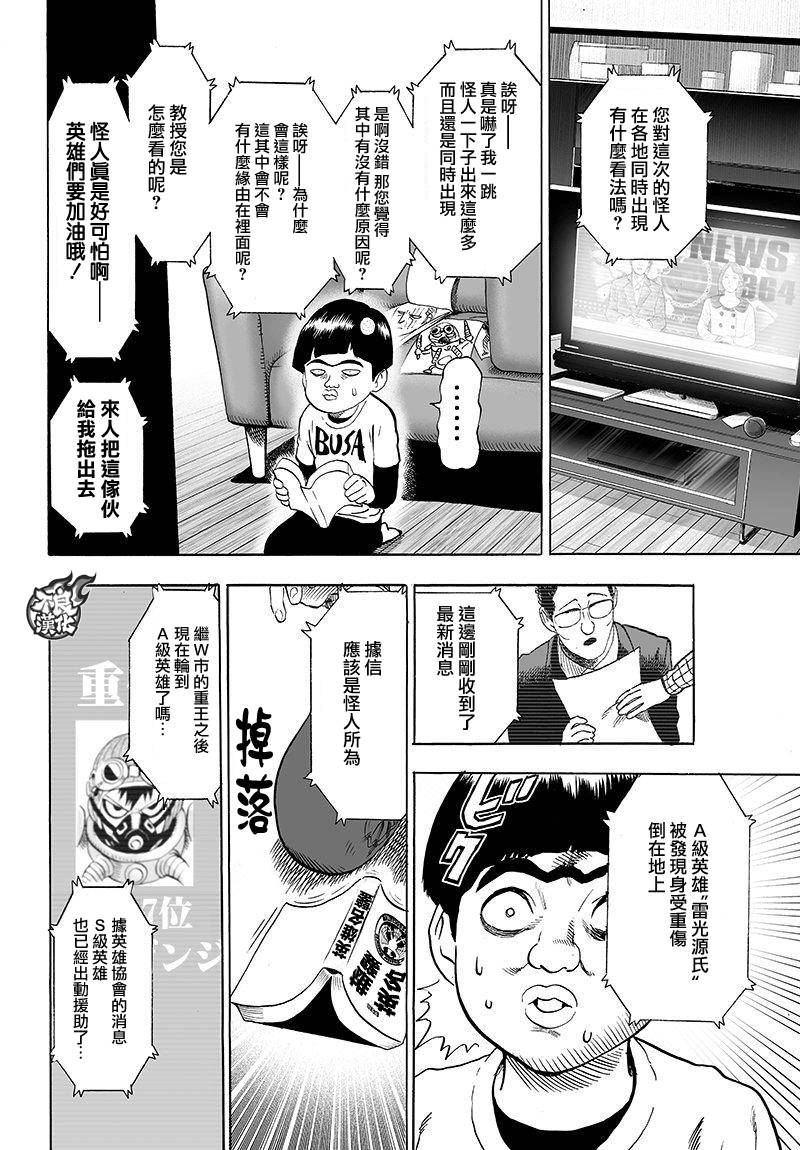 您對這次的怪人
在各地同時出現
有什麼看法嗎?
NEWS
864
誒呀——
真是嚇了我一跳
怪人一下子出來這麼多
而且還是同時出現
是啊沒錯 那您覺得
其中有沒有什麼原因呢?
誒呀——為什麼
會這樣呢?
這其中會不會
有什麼緣由在裡面呢?
教授您是
怎麼看的呢?
怪人真是好可怕啊——
英雄們要加油哦!
來人把這傢伙
給我拖出去
……
BUSA
這邊剛剛收到了
最新消息
A級英雄"雷光源氏"
被發現身受重傷
倒在地上
ビクッ
據信
應該是怪人所為
掉落
英雄名鑒
繼W市的重王之後
現在輪到
A級英雄了嗎…
重
7位
ゲンジ
據英雄協會的消息
S級英雄
也已經出動援助了…
漢化